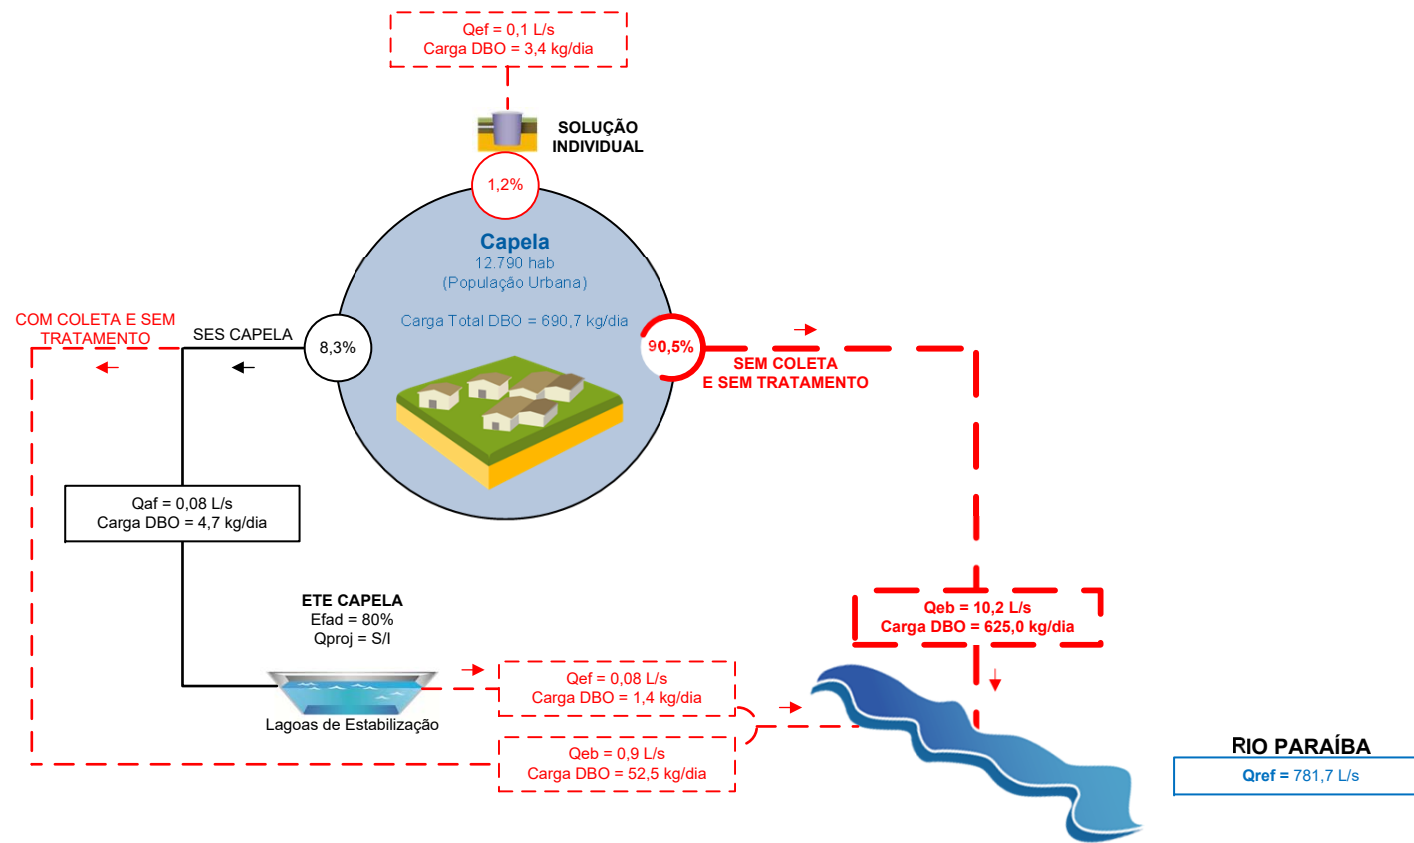 Qef = 0,1 L/s
Carga DBO = 3,4 kg/dia
SOLUÇÃO
INDIVIDUAL
1,2%
Capela
12.790 hab
(População Urbana)
Carga Total DBO = 690,7 kg/dia
COM COLETA E SEM
TRATAMENTO
SES CAPELA
8,3%
90,5%
SEM COLETA
E SEM TRATAMENTO
Qaf = 0,08 L/s
Carga DBO = 4,7 kg/dia
ETE CAPELA
Efad = 80%
Qproj = S/I
Lagoas de Estabilização
Qeb = 10,2 L/s
Carga DBO = 625,0 kg/dia
Qef = 0,08 L/s
Carga DBO = 1,4 kg/dia
Qeb = 0,9 L/s
Carga DBO = 52,5 kg/dia
RIO PARAÍBA
Qref = 781,7 L/s